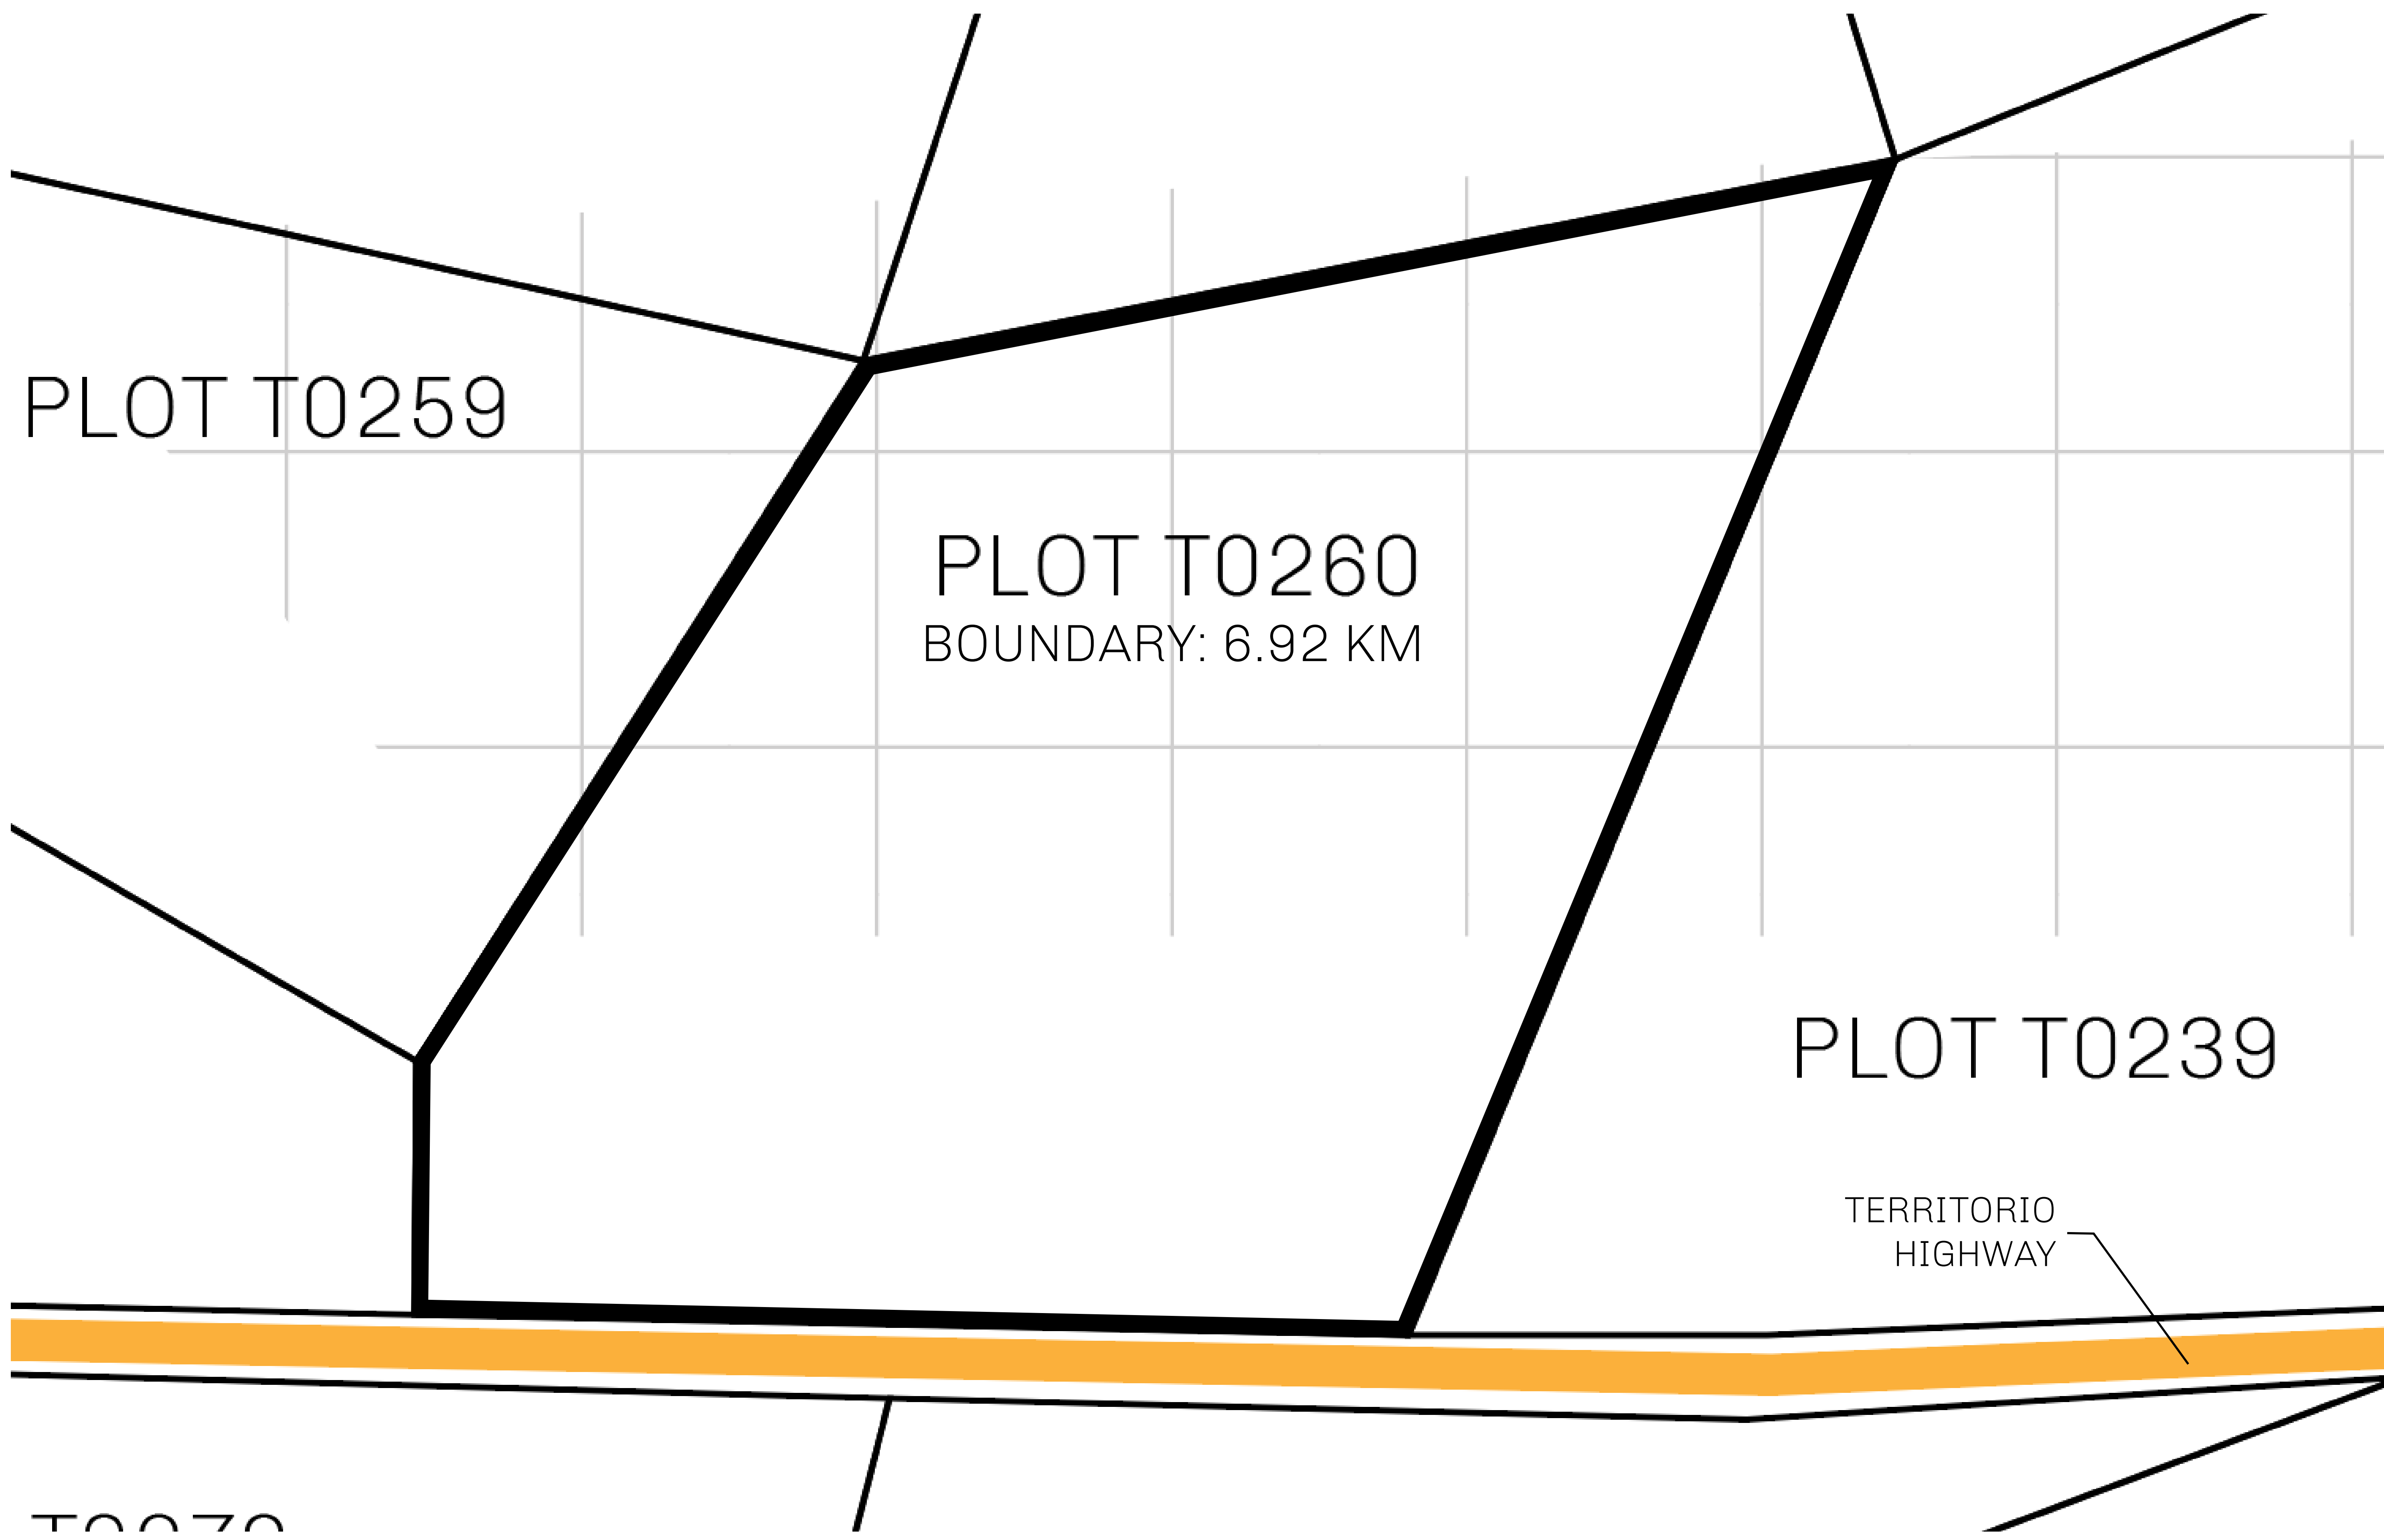 PLOT T0259
PLOT T0260
BOUNDARY: 6.92 KM
PLOT T0239
TERRITORIO
HIGHWAY